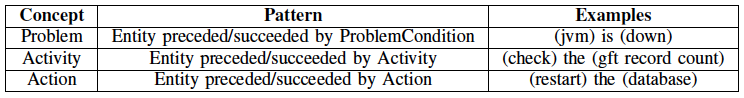 Concept Pattern Examples
Problem Entity preceded/succeeded by ProblemCondition (jvm) is (down)
Activity Entity preceded/succeeded by Activity (check) the (gft record count)
Action Entity preceded/succeeded by Action (restart) the (database)